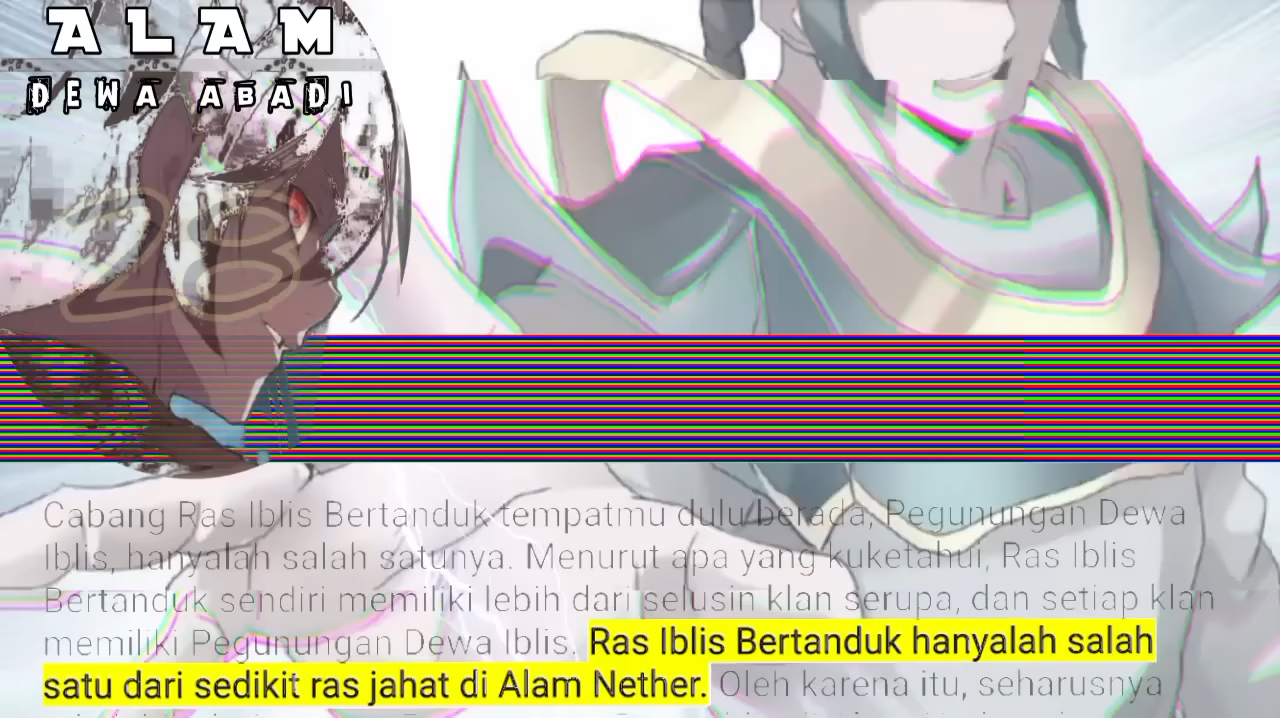 ALAM
DEWA ABADI
28
Cabang Ras Iblis Bertanduk tempatmu dulu berada, Pegunungan Dewa
Iblis, hanyalah salah satunya. Menurut apa yang kuketahui, Ras Iblis
Bertanduk sendiri memiliki lebih dari selusin klan serupa, dan setiap klan
memiliki Pegunungan Dewa Iblis. Ras Iblis Bertanduk hanyalah salah
satu dari sedikit ras jahat di Alam Nether. Oleh karena itu, seharusnya